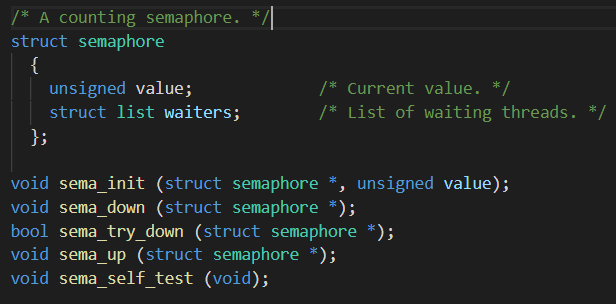 /* A counting semaphore. */
struct semaphore
{
unsigned value; /* Current value. */
struct list waiters; /* List of waiting threads. */
};
void sema_init (struct semaphore *, unsigned value);
void sema_down (struct semaphore *);
bool sema_try_down (struct semaphore *);
void sema_up (struct semaphore *);
void sema_self_test (void);